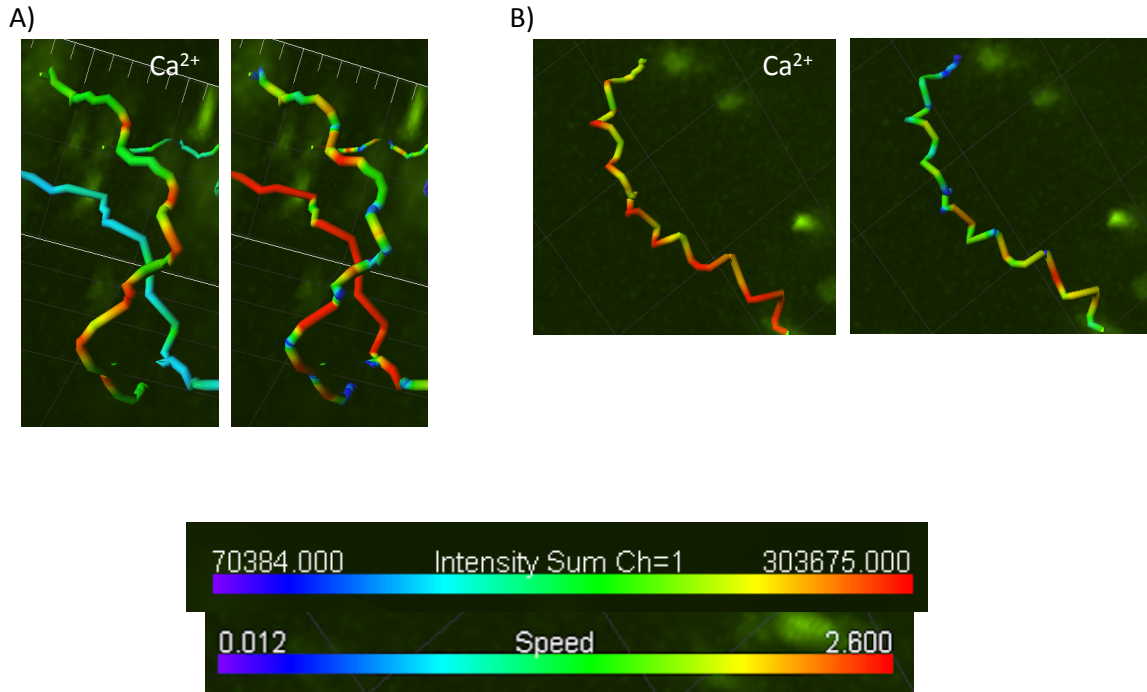 A)
B)
Ca²⁺
Ca²⁺
70384.000 Intensity Sum Ch=1 303675.000
0.012 Speed 2.600